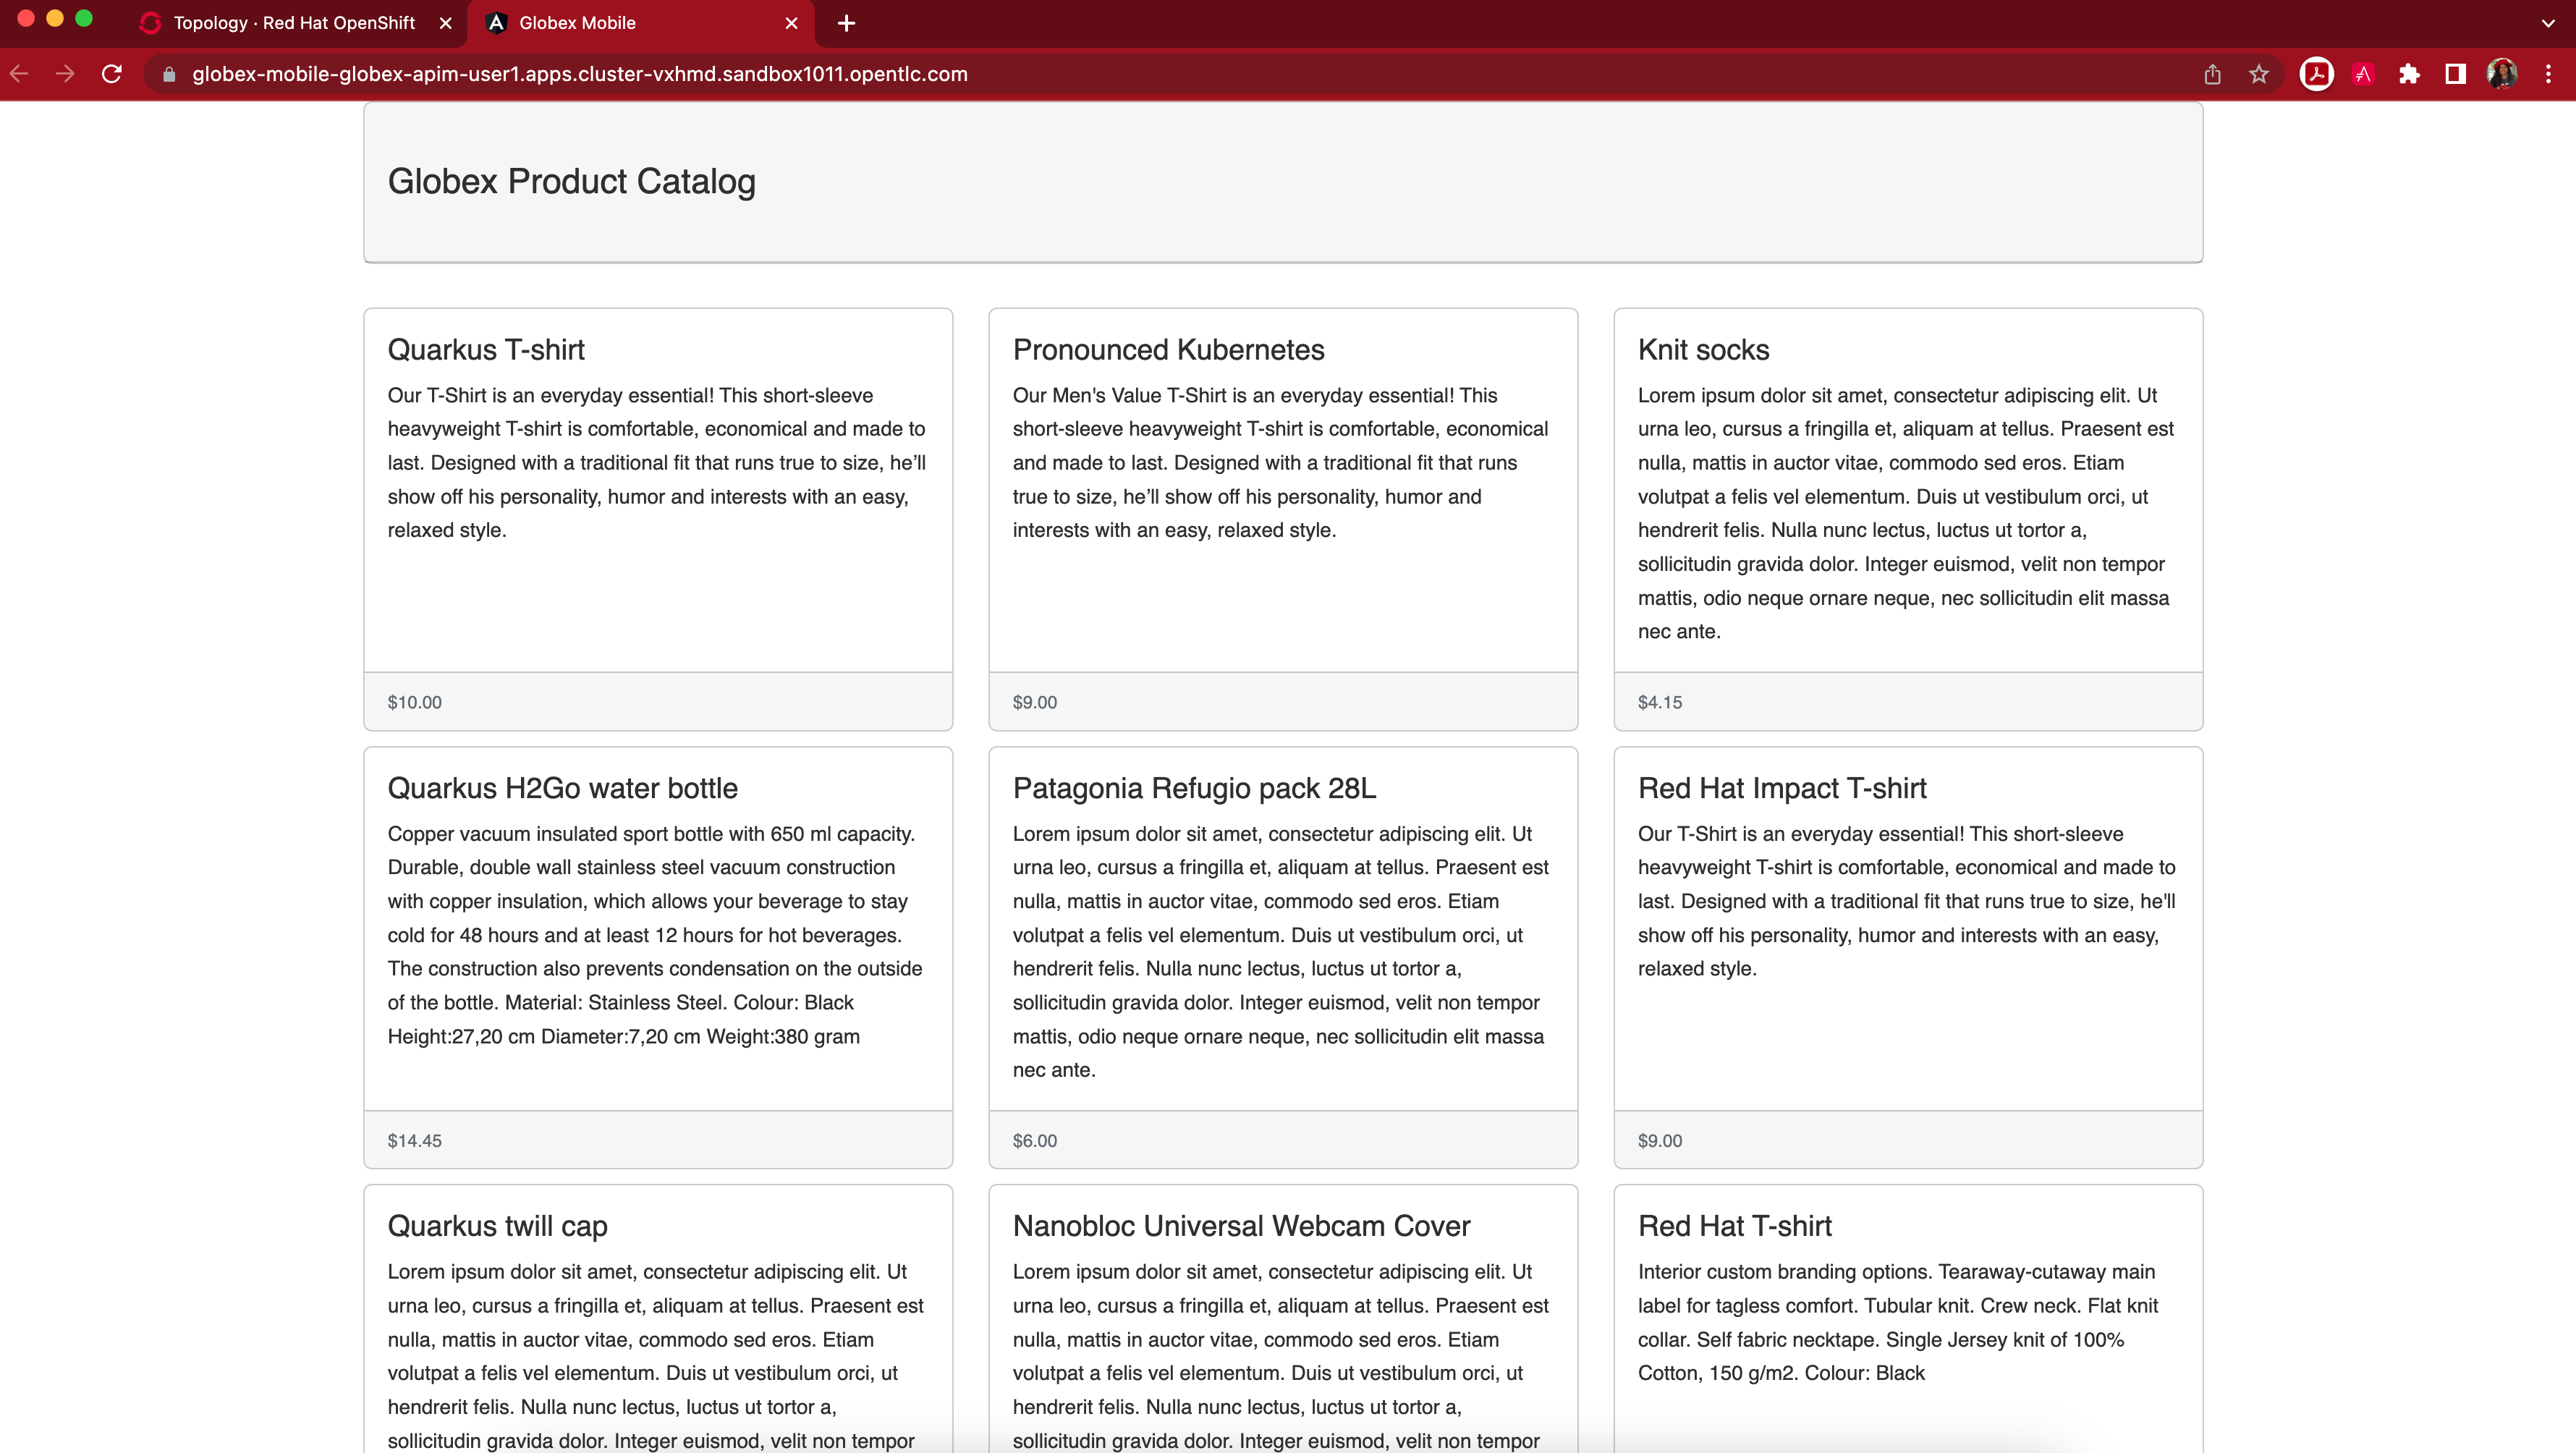 Topology · Red Hat OpenShift
Globex Mobile
globex-mobile-globex-apim-user1.apps.cluster-vxhmd.sandbox1011.opentlc.com
Globex Product Catalog
Quarkus T-shirt
Our T-Shirt is an everyday essential! This short-sleeve
heavyweight T-shirt is comfortable, economical and made to
last. Designed with a traditional fit that runs true to size, he’ll
show off his personality, humor and interests with an easy,
relaxed style.
$10.00
Pronounced Kubernetes
Our Men's Value T-Shirt is an everyday essential! This
short-sleeve heavyweight T-shirt is comfortable, economical
and made to last. Designed with a traditional fit that runs
true to size, he’ll show off his personality, humor and
interests with an easy, relaxed style.
$9.00
Knit socks
Lorem ipsum dolor sit amet, consectetur adipiscing elit. Ut
urna leo, cursus a fringilla et, aliquam at tellus. Praesent est
nulla, mattis in auctor vitae, commodo sed eros. Etiam
volutpat a felis vel elementum. Duis ut vestibulum orci, ut
hendrerit felis. Nulla nunc lectus, luctus ut tortor a,
sollicitudin gravida dolor. Integer euismod, velit non tempor
mattis, odio neque ornare neque, nec sollicitudin elit massa
nec ante.
$4.15
Quarkus H2Go water bottle
Copper vacuum insulated sport bottle with 650 ml capacity.
Durable, double wall stainless steel vacuum construction
with copper insulation, which allows your beverage to stay
cold for 48 hours and at least 12 hours for hot beverages.
The construction also prevents condensation on the outside
of the bottle. Material: Stainless Steel. Colour: Black
Height:27,20 cm Diameter:7,20 cm Weight:380 gram
$14.45
Patagonia Refugio pack 28L
Lorem ipsum dolor sit amet, consectetur adipiscing elit. Ut
urna leo, cursus a fringilla et, aliquam at tellus. Praesent est
nulla, mattis in auctor vitae, commodo sed eros. Etiam
volutpat a felis vel elementum. Duis ut vestibulum orci, ut
hendrerit felis. Nulla nunc lectus, luctus ut tortor a,
sollicitudin gravida dolor. Integer euismod, velit non tempor
mattis, odio neque ornare neque, nec sollicitudin elit massa
nec ante.
$6.00
Red Hat Impact T-shirt
Our T-Shirt is an everyday essential! This short-sleeve
heavyweight T-shirt is comfortable, economical and made to
last. Designed with a traditional fit that runs true to size, he'll
show off his personality, humor and interests with an easy,
relaxed style.
$9.00
Quarkus twill cap
Lorem ipsum dolor sit amet, consectetur adipiscing elit. Ut
urna leo, cursus a fringilla et, aliquam at tellus. Praesent est
nulla, mattis in auctor vitae, commodo sed eros. Etiam
volutpat a felis vel elementum. Duis ut vestibulum orci, ut
hendrerit felis. Nulla nunc lectus, luctus ut tortor a,
sollicitudin gravida dolor. Integer euismod, velit non tempor
Nanobloc Universal Webcam Cover
Lorem ipsum dolor sit amet, consectetur adipiscing elit. Ut
urna leo, cursus a fringilla et, aliquam at tellus. Praesent est
nulla, mattis in auctor vitae, commodo sed eros. Etiam
volutpat a felis vel elementum. Duis ut vestibulum orci, ut
hendrerit felis. Nulla nunc lectus, luctus ut tortor a,
sollicitudin gravida dolor. Integer euismod, velit non tempor
Red Hat T-shirt
Interior custom branding options. Tearaway-cutaway main
label for tagless comfort. Tubular knit. Crew neck. Flat knit
collar. Self fabric necktape. Single Jersey knit of 100%
Cotton, 150 g/m2. Colour: Black